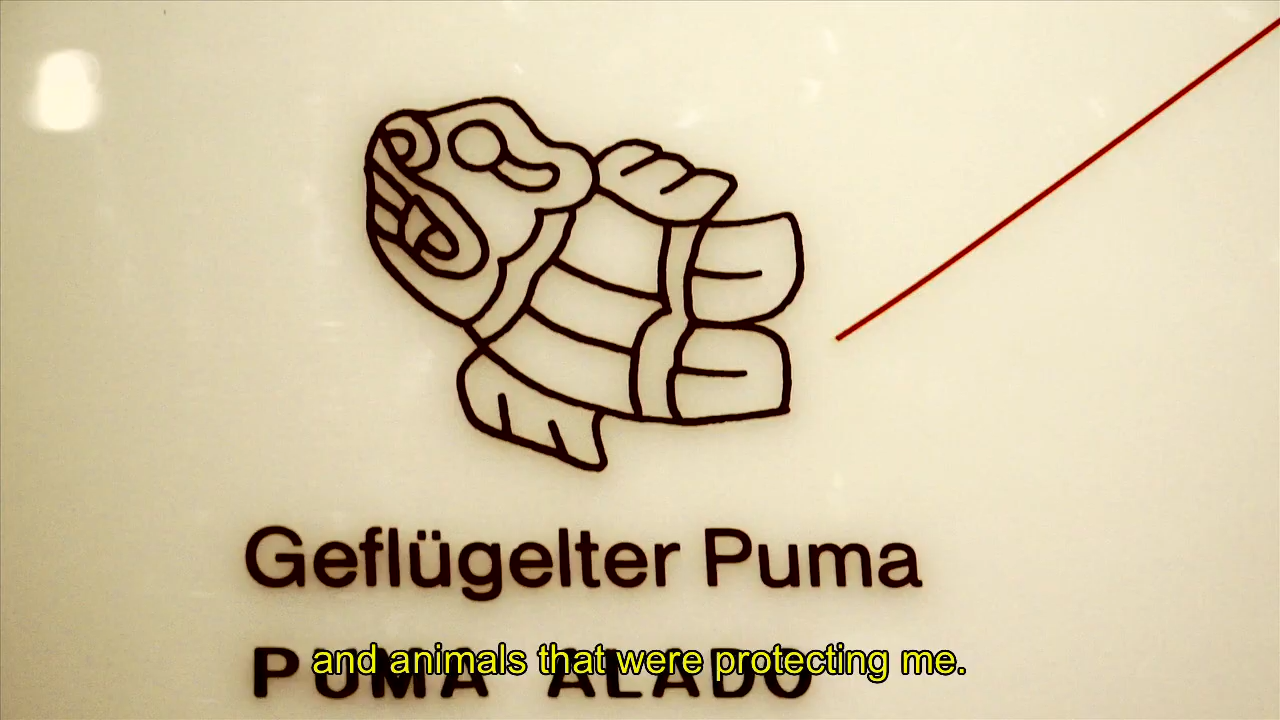 Geflügelter Puma
PUMA ALADO
and animals that were protecting me.